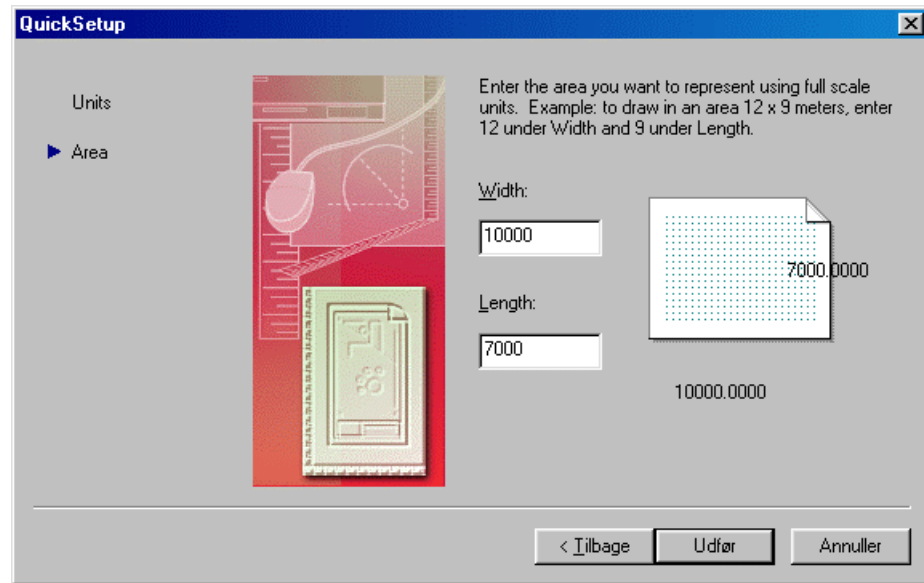 QuickSetup
Units
Area
Enter the area you want to represent using full scale
units. Example: to draw in an area 12 x 9 meters, enter
12 under Width and 9 under Length.
Width:
10000
7000.0000
Length:
7000
10000.0000
< Tilbage
Udfør
Annuller